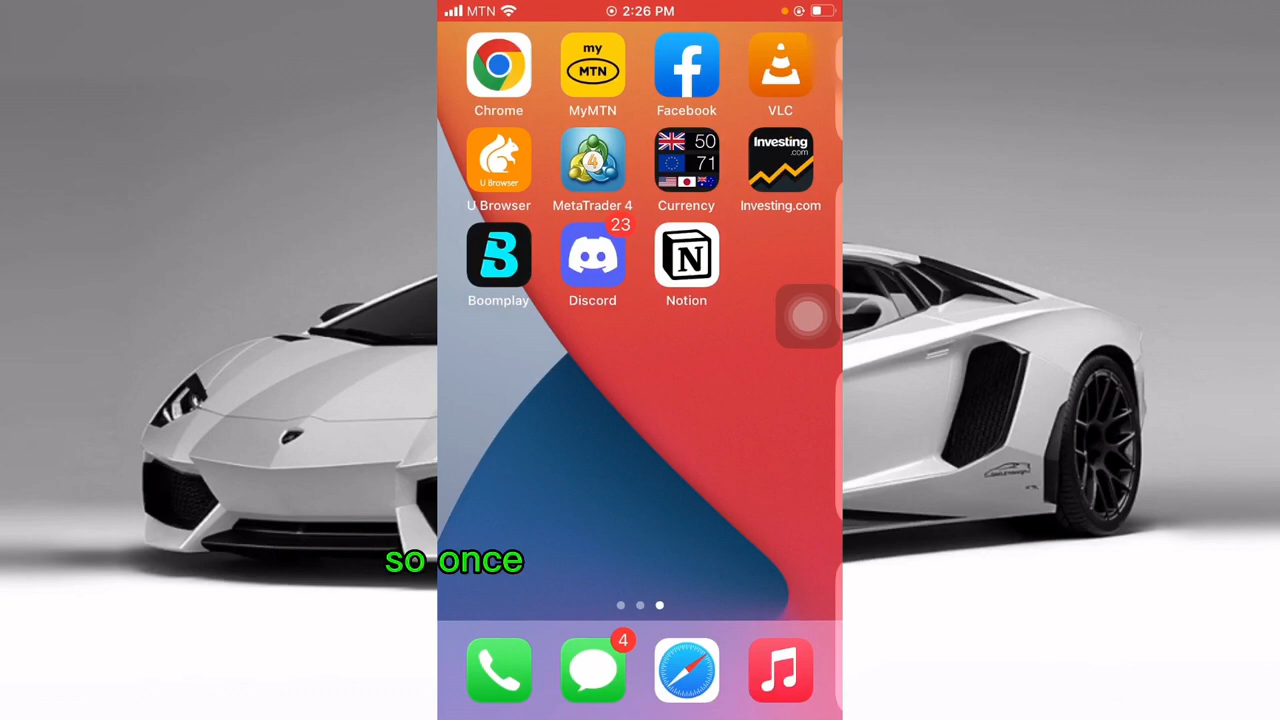 MTN 2:26 PM
my
MTN
50
71
Investing
.com
U Browser
4
Chrome MyMTN Facebook VLC
U Browser MetaTrader 4 Currency Investing.com
23
B
N
Boomplay Discord Notion
so once
4